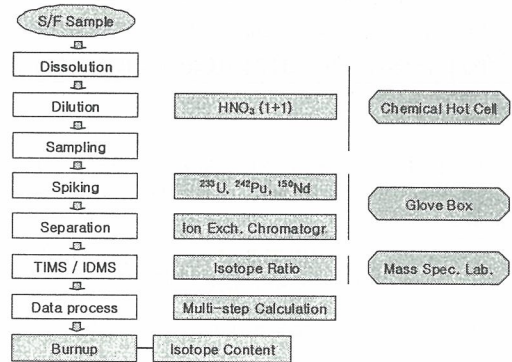 S/F Sample
Dissolution
Dilution
HNO₃ (1+1)
Chemical Hot Cell
Sampling
Spiking
²³³U, ²⁴²Pu, ¹⁵⁰Nd
Glove Box
Separation
Ion Exch. Chromatogr.
TIMS / IDMS
Isotope Ratio
Mass Spec. Lab.
Data process
Multi-step Calculation
Burnup
Isotope Content